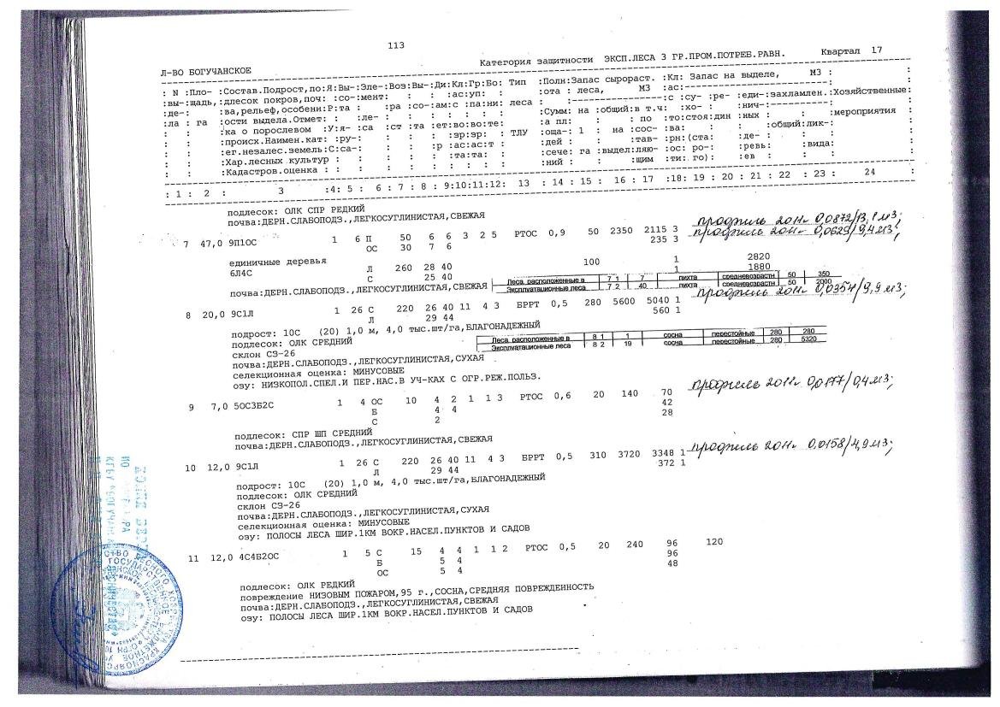 113
Л-ВО БОГУЧАНСКОЕ Категория защитности ЭКСП.ЛЕСА 3 ГР.ПРОМ.ПОТРЕБ.РАВН. Квартал 17
: N :Пло- :Состав.Подрост,по:Я:Вы-:Эле-:Воз:Вы-:Ди:Кл:Гр:Бо: Тип :Полн:Запас сырораст. :Кл: Запас на выделе, М3 : :
:вы-:щадь,:длесок покров,поч: :со-:мент: : : :ас:уп: : :ота : леса, М3 :ас:-------------------------: :
:де-: :ва,рельеф,особенн:Р:та : :ра :со-:ам:с :па:ни: леса :-----:---------------:с :су- :ре- :еди-:захламлен.:Хозяйственные:
:ла : га :ости выдела.Отмет: : :ле- : : : : : : : :Сумм: на :общий:в т.ч: :хо- : :нич-:----------: :
: : :ка о порослевом :У:я- :са :ст :та :ет:во:во:те: :а пл: : : по :то:стоя:дин :ных : :общий:лик-:мероприятия :
: : :происх.Наимен.кат: :ру-: : : : :зр:эр: : ТЛУ :оща-: 1 : на :сос- :ва: : :де- : : : :
: : :ег.незалес.земель:С:са-: : : :р :ас:ас:т : :дей : : :тав- :рн:(ста: :ревь: :вида: :
: : :Хар.лесных культур : : : : : : :та:та: : :сече: га :выдел:ляю- :ос: ро- : :ев : : : :
: : :Кадастров.оценка : : : : : : : : : : : :ний : : :щим :ти: го): : : : : :
: 1 : 2 : 3 :4: 5 : 6 : 7 : 8 : 9:10:11:12: 13 : 14 : 15 : 16 : 17 :18: 19 : 20 : 21 : 22 : 23 : 24 :
подлесок: ОЛК СПР РЕДКИЙ
почва:ДЕРН.СЛАБОПОДЗ.,ЛЕГКОСУГЛИНИСТАЯ,СВЕЖАЯ
профиль 2011г. 0,0872/13,1м3;
7 47,0 9П1ОС 1 6 П 50 6 6 3 2 5 РТОС 0,9 50 2350 2115 3 профиль 2011г. 0,0629/9,4м3;
ОС 30 7 6 235 3
единичные деревья Л 260 28 40 100 1 2820
6Л4С С 25 40 1 1880
почва:ДЕРН.СЛАБОПОДЗ.,ЛЕГКОСУГЛИНИСТАЯ,СВЕЖАЯ
Леса, расположенные в 7 1 7 пихта средневозрастн 50 350
Эксплуатационные леса 7 2 40 пихта средневозрастн 50 2000
8 20,0 9С1Л 1 26 С 220 26 40 11 4 3 БРРТ 0,5 280 5600 5040 1 профиль 2011г. 0,0354/9,9м3;
Л 29 44 560 1
подрост: 10С (20) 1,0 м, 4,0 тыс.шт/га,БЛАГОНАДЕЖНЫЙ
подлесок: ОЛК СРЕДНИЙ
Леса, расположенные в 8 1 1 сосна перестойные 280 280
Эксплуатационные леса 8 2 19 сосна перестойные 280 5320
склон СЗ-26
почва:ДЕРН.СЛАБОПОДЗ.,ЛЕГКОСУГЛИНИСТАЯ,СУХАЯ
селекционная оценка: МИНУСОВЫЕ
озу: НИЗКОПОЛ.СПЕЛ.И ПЕР.НАС.В УЧ-КАХ С ОГР.РЕЖ.ПОЛЬЗ.
9 7,0 5ОС3Б2С 1 4 ОС 10 4 2 1 1 3 РТОС 0,6 20 140 70 профиль 2011г. 0,0177/0,4м3;
Б 4 4 42
С 2 28
подлесок: СПР ШП СРЕДНИЙ
почва:ДЕРН.СЛАБОПОДЗ.,ЛЕГКОСУГЛИНИСТАЯ,СВЕЖАЯ
10 12,0 9С1Л 1 26 С 220 26 40 11 4 3 БРРТ 0,5 310 3720 3348 1 профиль 2011г. 0,0158/4,9м3;
Л 29 44 372 1
подрост: 10С (20) 1,0 м, 4,0 тыс.шт/га,БЛАГОНАДЕЖНЫЙ
подлесок: ОЛК СРЕДНИЙ
склон СЗ-26
почва:ДЕРН.СЛАБОПОДЗ.,ЛЕГКОСУГЛИНИСТАЯ,СУХАЯ
селекционная оценка: МИНУСОВЫЕ
озу: ПОЛОСЫ ЛЕСА ШИР.1КМ ВОКР.НАСЕЛ.ПУНКТОВ И САДОВ
11 12,0 4С4Б2ОС 1 5 С 15 4 4 1 1 2 РТОС 0,5 20 240 96 120
Б 5 4 96
ОС 5 4 48
подлесок: ОЛК РЕДКИЙ
повреждение НИЗОВЫМ ПОЖАРОМ,95 г.,СОСНА,СРЕДНЯЯ ПОВРЕЖДЕННОСТЬ
почва:ДЕРН.СЛАБОПОДЗ.,ЛЕГКОСУГЛИНИСТАЯ,СВЕЖАЯ
озу: ПОЛОСЫ ЛЕСА ШИР.1КМ ВОКР.НАСЕЛ.ПУНКТОВ И САДОВ